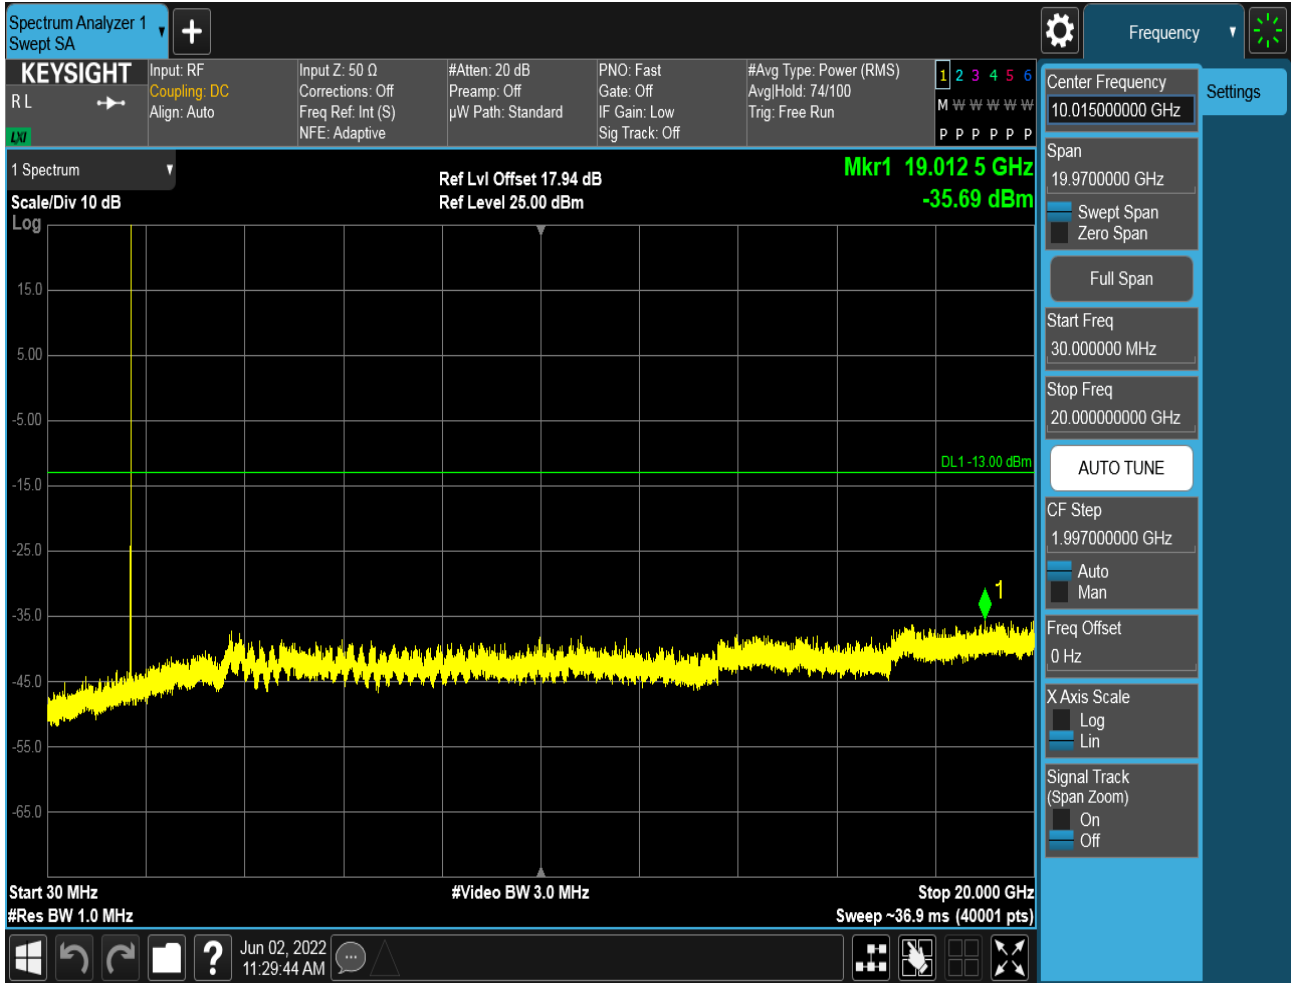 Spectrum Analyzer 1
Swept SA
Frequency
KEYSIGHT
R L
LXI
Input: RF
Coupling: DC
Align: Auto
Input Z: 50 Ω
Corrections: Off
Freq Ref: Int (S)
NFE: Adaptive
#Atten: 20 dB
Preamp: Off
µW Path: Standard
PNO: Fast
Gate: Off
IF Gain: Low
Sig Track: Off
#Avg Type: Power (RMS)
Avg|Hold: 74/100
Trig: Free Run
1 2 3 4 5 6
M W W W W W
P P P P P P
1 Spectrum
Scale/Div 10 dB
Log
Ref Lvl Offset 17.94 dB
Ref Level 25.00 dBm
Mkr1 19.012 5 GHz
-35.69 dBm
15.0
5.00
-5.00
-15.0
-25.0
-35.0
-45.0
-55.0
-65.0
DL1 -13.00 dBm
1
Start 30 MHz
#Res BW 1.0 MHz
#Video BW 3.0 MHz
Stop 20.000 GHz
Sweep ~36.9 ms (40001 pts)
Center Frequency
10.015000000 GHz
Span
19.9700000 GHz
Swept Span
Zero Span
Full Span
Start Freq
30.000000 MHz
Stop Freq
20.000000000 GHz
AUTO TUNE
CF Step
1.997000000 GHz
Auto
Man
Freq Offset
0 Hz
X Axis Scale
Log
Lin
Signal Track
(Span Zoom)
On
Off
Settings
?
Jun 02, 2022
11:29:44 AM